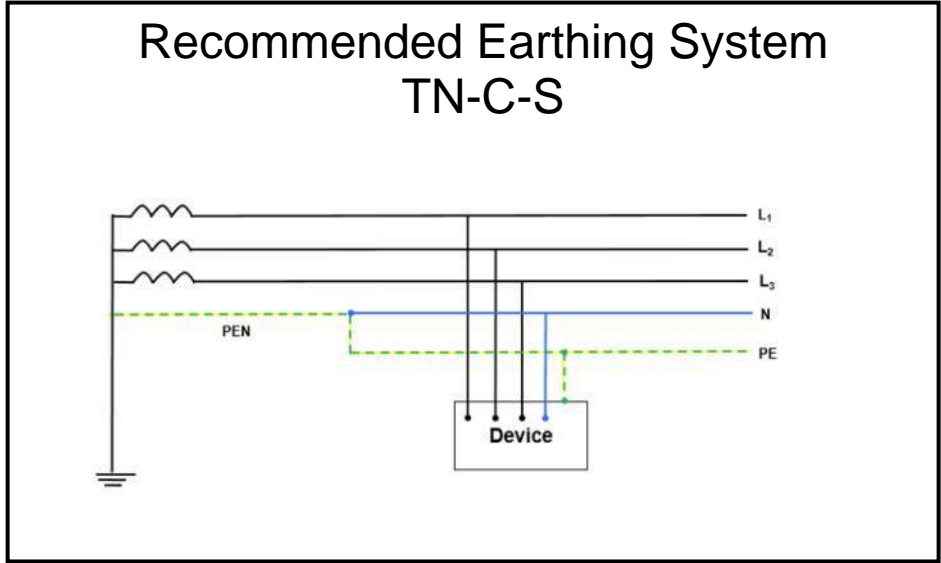 Recommended Earthing System
TN-C-S
L₁
L₂
L₃
N
PEN
PE
Device